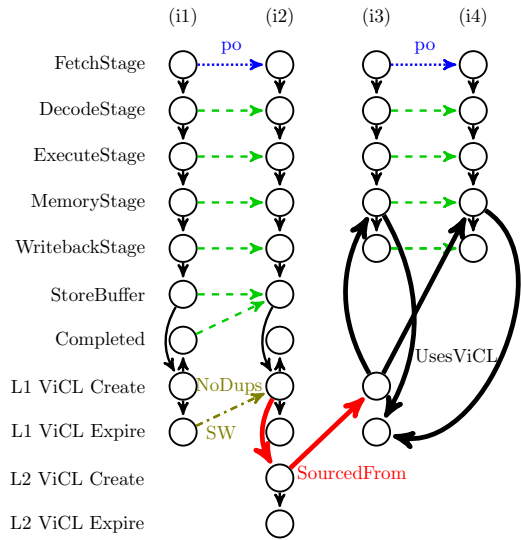 (i1) (i2) (i3) (i4)
po po
FetchStage
DecodeStage
ExecuteStage
MemoryStage
WritebackStage
StoreBuffer
Completed
UsesViCL
L1 ViCL Create
NoDups
L1 ViCL Expire
SW
L2 ViCL Create
SourcedFrom
L2 ViCL Expire